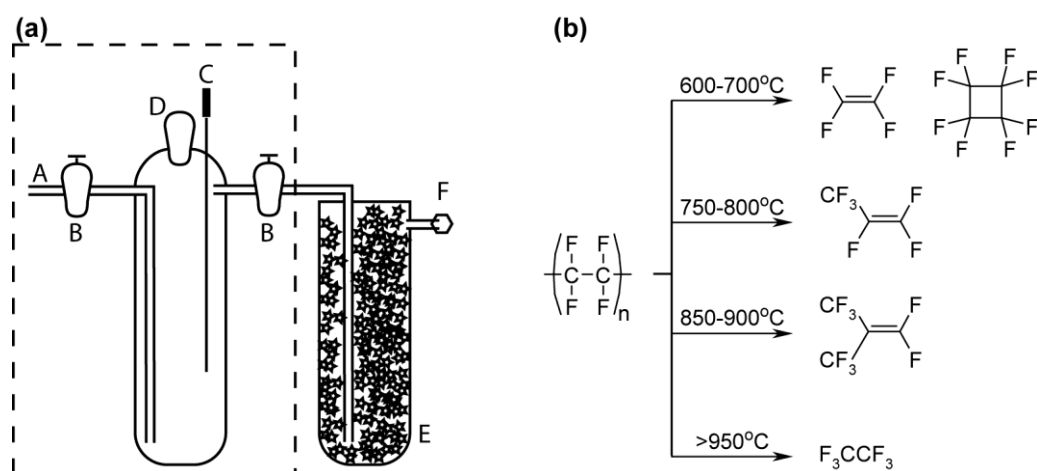 (a)
C
D
A
B
B
F
E
(b)
600-700°C
F F
F F
F F
F F
F F
F F
750-800°C
CF3 F
F F
F F
C C
F F
n
850-900°C
CF3 F
CF3 F
>950°C
F3CCF3